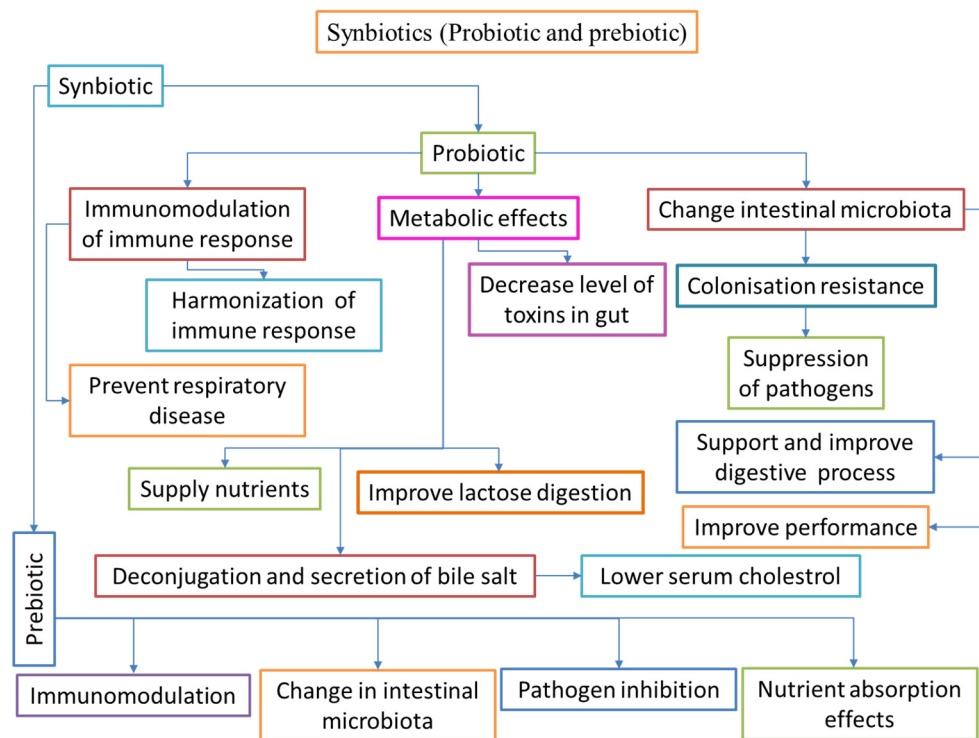 Synbiotics (Probiotic and prebiotic)
Synbiotic
Probiotic
Immunomodulation
of immune response
Metabolic effects
Change intestinal microbiota
Harmonization of
immune response
Decrease level of
toxins in gut
Colonisation resistance
Suppression
of pathogens
Prevent respiratory
disease
Support and improve
digestive process
Supply nutrients
Improve lactose digestion
Improve performance
Deconjugation and secretion of bile salt
Lower serum cholestrol
Prebiotic
Immunomodulation
Change in intestinal
microbiota
Pathogen inhibition
Nutrient absorption
effects